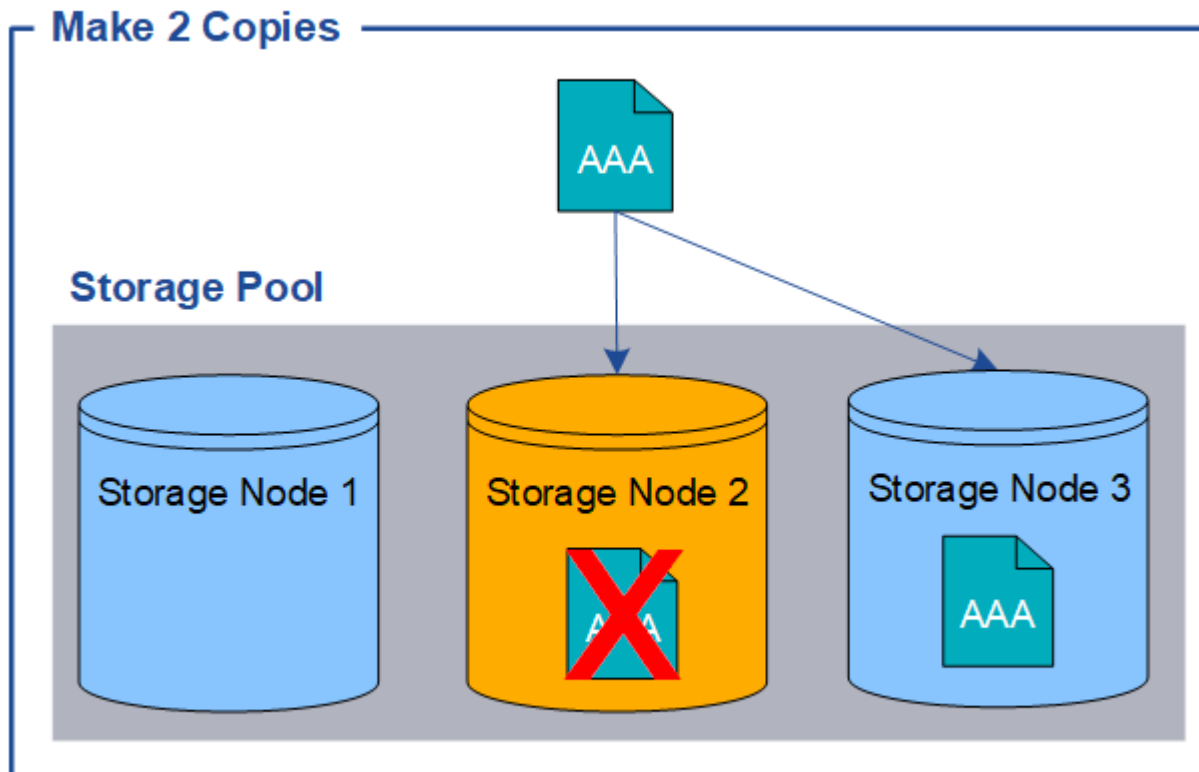 Make 2 Copies
AAA
Storage Pool
Storage Node 1
Storage Node 2
Storage Node 3
AAA